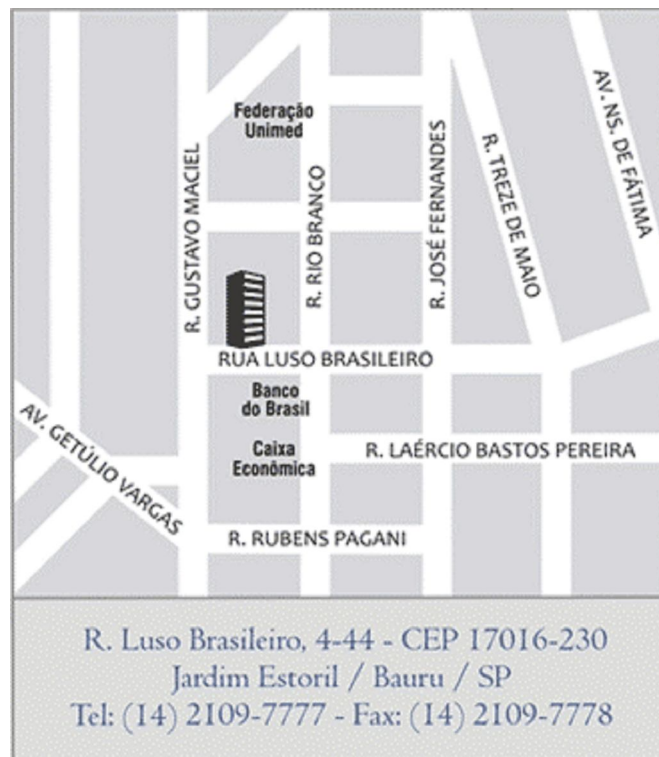 Federação
Unimed
R. GUSTAVO MACIEL
R. RIO BRANCO
R. JOSÉ FERNANDES
R. TREZE DE MAIO
AV. NS. DE FÁTIMA
RUA LUSO BRASILEIRO
Banco
do Brasil
AV. GETÚLIO VARGAS
Caixa
Econômica
R. LAÉRCIO BASTOS PEREIRA
R. RUBENS PAGANI
R. Luso Brasileiro, 4-44 - CEP 17016-230
Jardim Estoril / Bauru / SP
Tel: (14) 2109-7777 - Fax: (14) 2109-7778